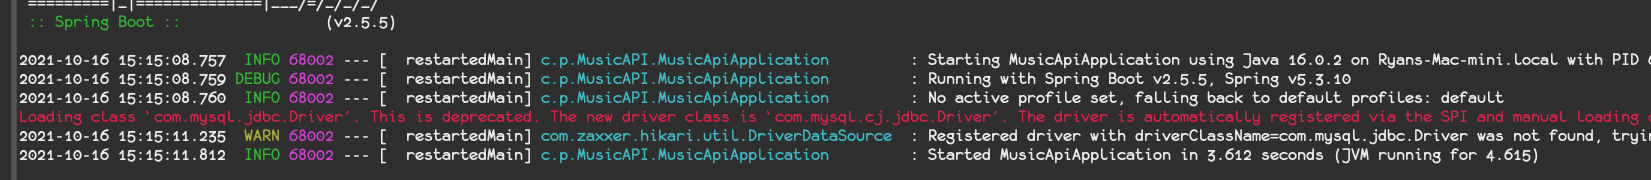 =========|_|==============|___/=/_/_/_/
:: Spring Boot :: (v2.5.5)
2021-10-16 15:15:08.757 INFO 68002 --- [ restartedMain] c.p.MusicAPI.MusicApiApplication : Starting MusicApiApplication using Java 16.0.2 on Ryans-Mac-mini.local with PID
2021-10-16 15:15:08.759 DEBUG 68002 --- [ restartedMain] c.p.MusicAPI.MusicApiApplication : Running with Spring Boot v2.5.5, Spring v5.3.10
2021-10-16 15:15:08.760 INFO 68002 --- [ restartedMain] c.p.MusicAPI.MusicApiApplication : No active profile set, falling back to default profiles: default
Loading class `com.mysql.jdbc.Driver'. This is deprecated. The new driver class is `com.mysql.cj.jdbc.Driver'. The driver is automatically registered via the SPI and manual loading
2021-10-16 15:15:11.235 WARN 68002 --- [ restartedMain] com.zaxxer.hikari.util.DriverDataSource : Registered driver with driverClassName=com.mysql.jdbc.Driver was not found, tryin
2021-10-16 15:15:11.812 INFO 68002 --- [ restartedMain] c.p.MusicAPI.MusicApiApplication : Started MusicApiApplication in 3.612 seconds (JVM running for 4.615)